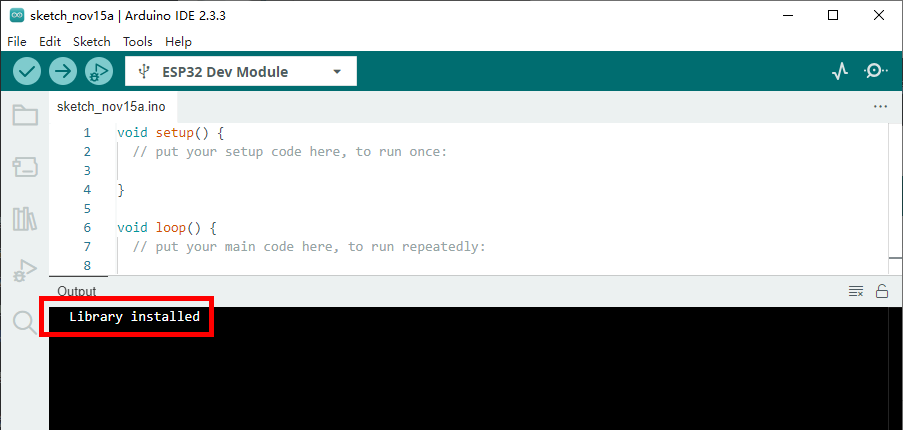 sketch_nov15a | Arduino IDE 2.3.3
File Edit Sketch Tools Help
ESP32 Dev Module
sketch_nov15a.ino
1 void setup() {
2 // put your setup code here, to run once:
3
4 }
5
6 void loop() {
7 // put your main code here, to run repeatedly:
8
Output
Library installed